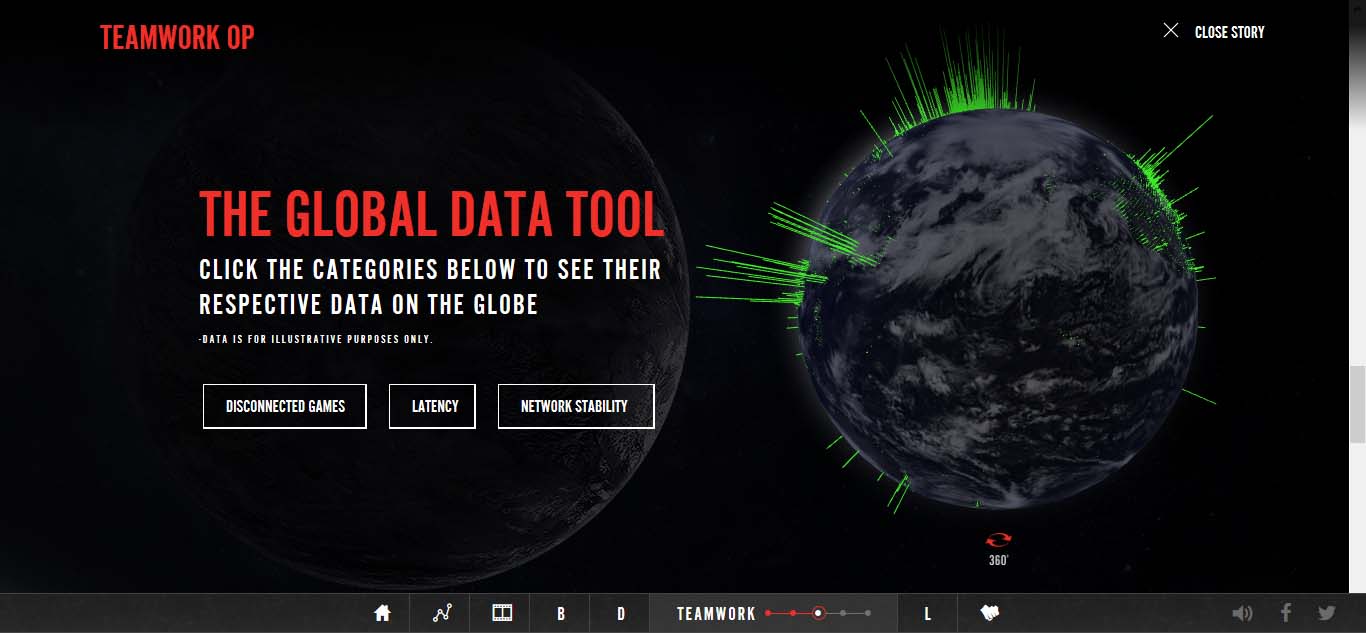 TEAMWORK OP
CLOSE STORY
THE GLOBAL DATA TOOL
CLICK THE CATEGORIES BELOW TO SEE THEIR
RESPECTIVE DATA ON THE GLOBE
-DATA IS FOR ILLUSTRATIVE PURPOSES ONLY.
DISCONNECTED GAMES
LATENCY
NETWORK STABILITY
360°
B
D
TEAMWORK
L